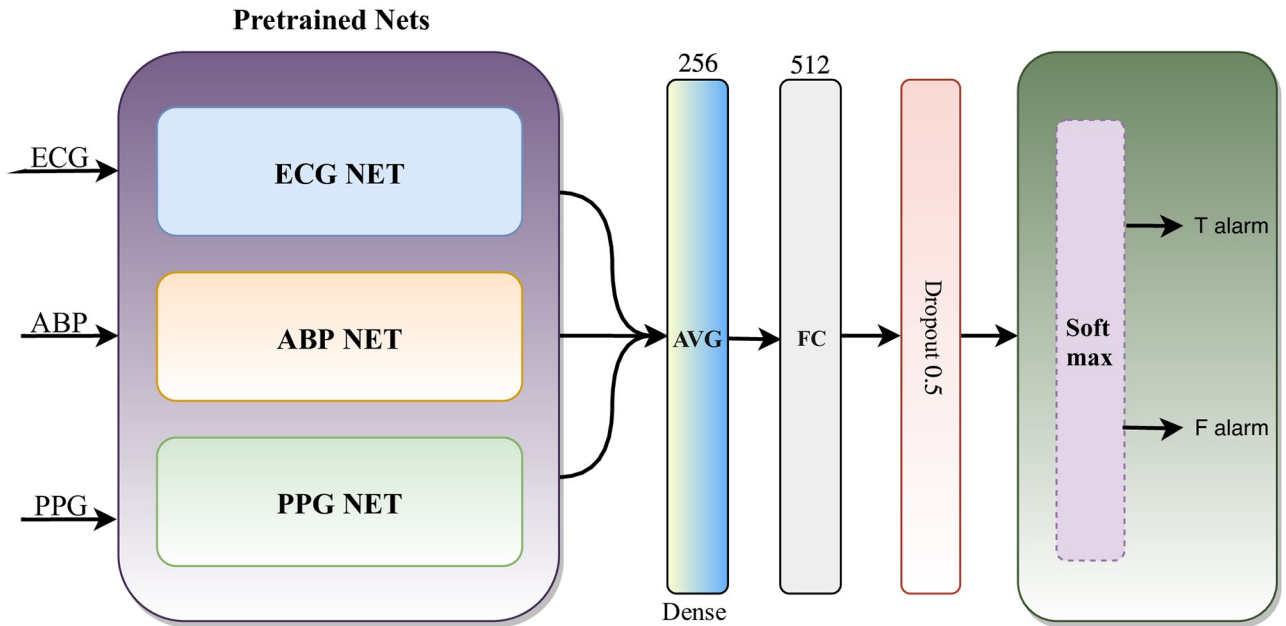 Pretrained Nets
ECG
ECG NET
ABP
ABP NET
PPG
PPG NET
256
AVG
Dense
512
FC
Dropout 0.5
Soft
max
T alarm
F alarm